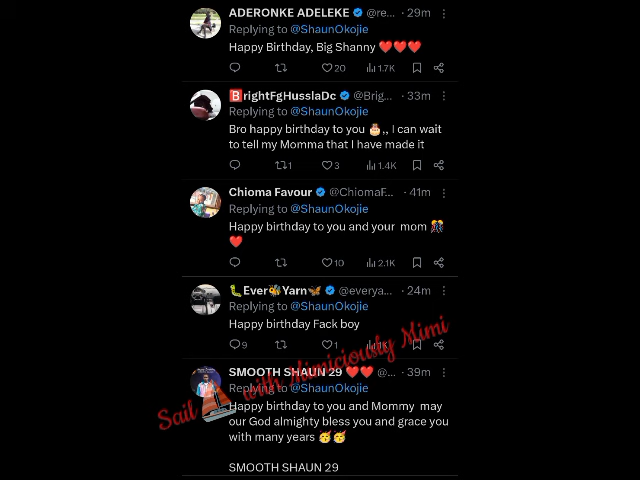 ADERONKE ADELEKE @re... · 29m
Replying to @ShaunOkojie
Happy Birthday, Big Shanny ❤️❤️❤️
20 1.7K
🅱️rightFgHusslaDc @Brig... · 33m
Replying to @ShaunOkojie
Bro happy birthday to you 🎂,, I can wait
to tell my Momma that I have made it
1 3 1.4K
Chioma Favour @ChiomaF... · 41m
Replying to @ShaunOkojie
Happy birthday to you and your mom 🎊
❤️
10 2.1K
🐛Ever🐝Yarn🦋 @everya... · 24m
Replying to @ShaunOkojie
Happy birthday Fack boy
9 1 1K
SMOOTH SHAUN 29 ❤️❤️ @... · 39m
Replying to @ShaunOkojie
Happy birthday to you and Mommy may
our God almighty bless you and grace you
with many years 🥳🥳
SMOOTH SHAUN 29
Sail ⛵ with Mimiciously Mimi